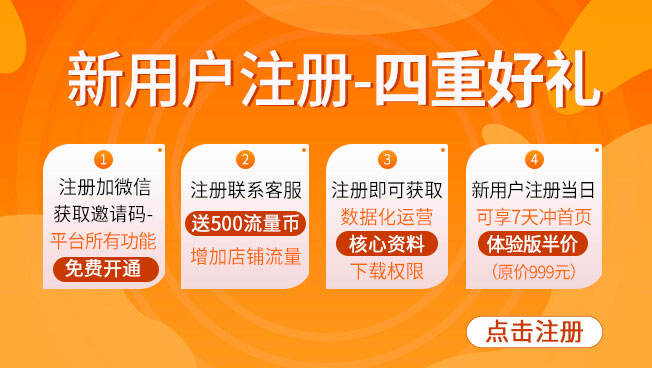 新用户注册-四重好礼
1
注册加微信
获取邀请码-
平台所有功能
免费开通
2
注册联系客服
送500流量币
增加店铺流量
3
注册即可获取
数据化运营
核心资料
下载权限
4
新用户注册当日
可享7天冲首页
体验版半价
（原价999元）
点击注册